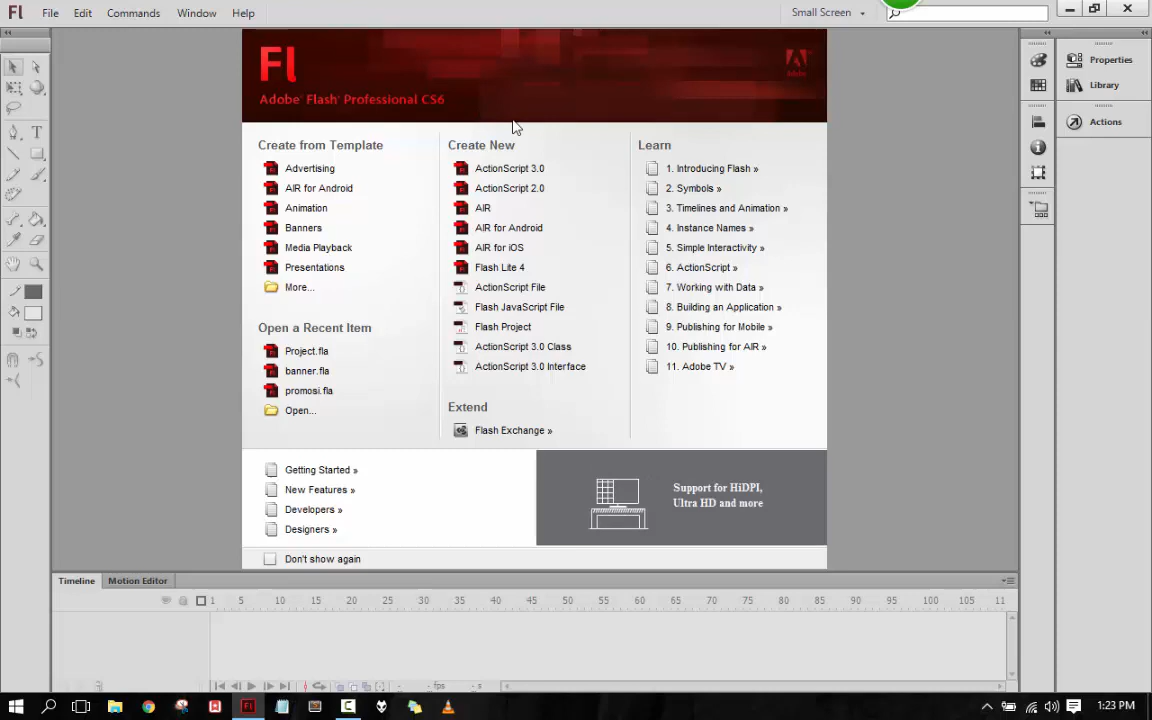 Fl
File
Edit
Commands
Window
Help
Small Screen
Fl
Adobe
Adobe® Flash® Professional CS6
Create from Template
Advertising
AIR for Android
Animation
Banners
Media Playback
Presentations
More...
Open a Recent Item
Project.fla
banner.fla
promosi.fla
Open...
Create New
ActionScript 3.0
ActionScript 2.0
AIR
AIR for Android
AIR for iOS
Flash Lite 4
ActionScript File
Flash JavaScript File
Flash Project
ActionScript 3.0 Class
ActionScript 3.0 Interface
Extend
Flash Exchange »
Learn
1. Introducing Flash »
2. Symbols »
3. Timelines and Animation »
4. Instance Names »
5. Simple Interactivity »
6. ActionScript »
7. Working with Data »
8. Building an Application »
9. Publishing for Mobile »
10. Publishing for AIR »
11. Adobe TV »
Getting Started »
New Features »
Developers »
Designers »
Support for HiDPI,
Ultra HD and more
Don't show again
Properties
Library
Actions
Timeline
Motion Editor
1 5 10 15 20 25 30 35 40 45 50 55 60 65 70 75 80 85 90 95 100 105 11
fps
s
1:23 PM